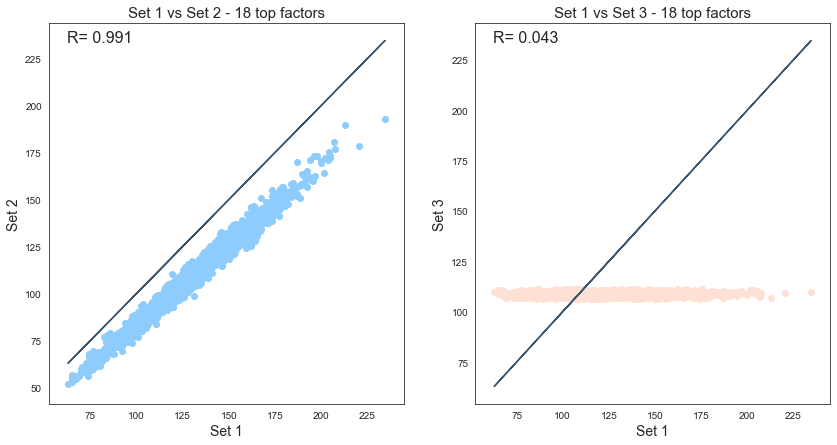 Set 1 vs Set 2 - 18 top factors
R= 0.991
225
200
175
150
125
100
75
50
Set 2
75 100 125 150 175 200 225
Set 1
Set 1 vs Set 3 - 18 top factors
R= 0.043
225
200
175
150
125
100
75
Set 3
75 100 125 150 175 200 225
Set 1